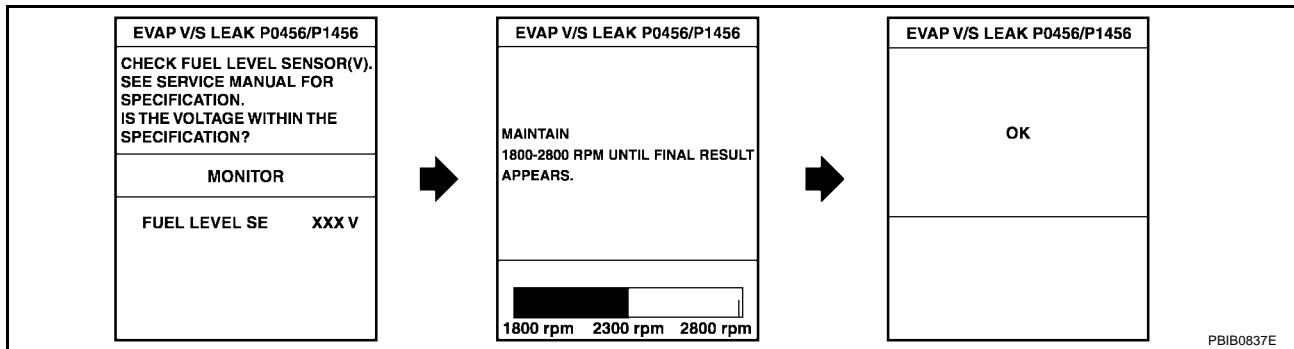 EVAP V/S LEAK P0456/P1456
CHECK FUEL LEVEL SENSOR(V).
SEE SERVICE MANUAL FOR
SPECIFICATION.
IS THE VOLTAGE WITHIN THE
SPECIFICATION?
MONITOR
FUEL LEVEL SE XXX V
EVAP V/S LEAK P0456/P1456
MAINTAIN
1800-2800 RPM UNTIL FINAL RESULT
APPEARS.
1800 rpm 2300 rpm 2800 rpm
EVAP V/S LEAK P0456/P1456
OK
PBIB0837E